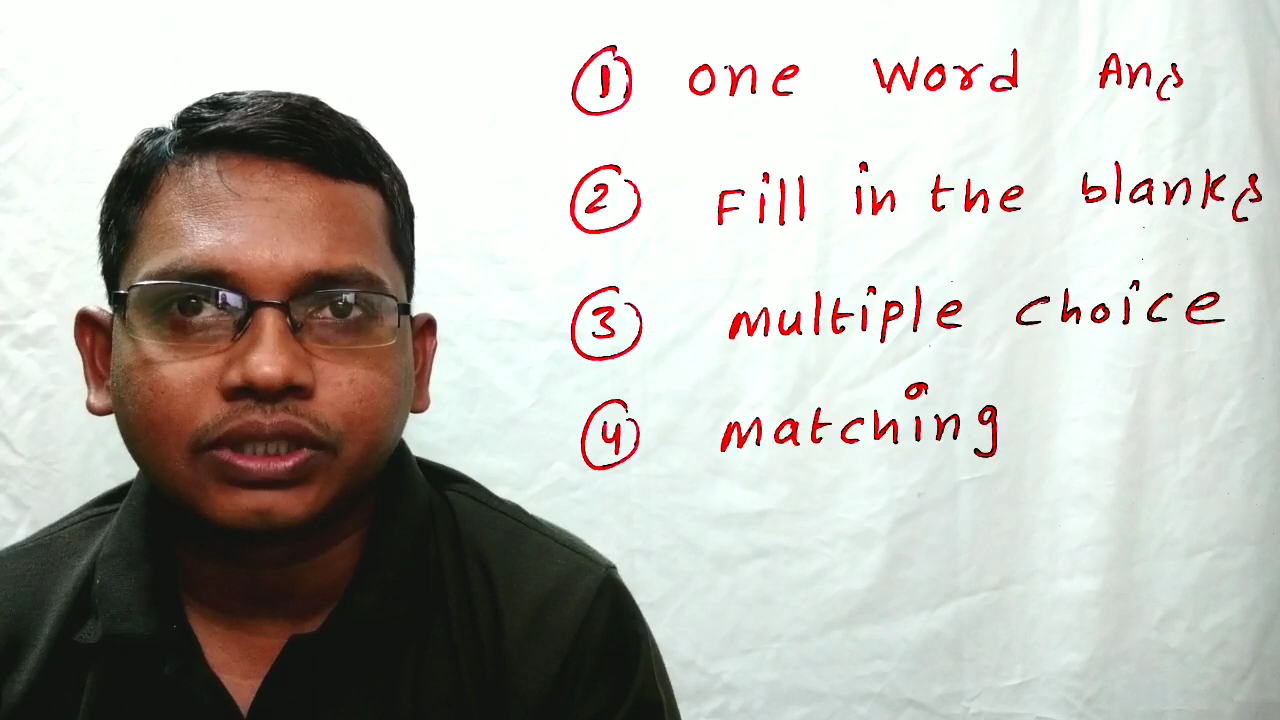 1 one Word Ans
2 Fill in the blanks
3 multiple choice
4 matching